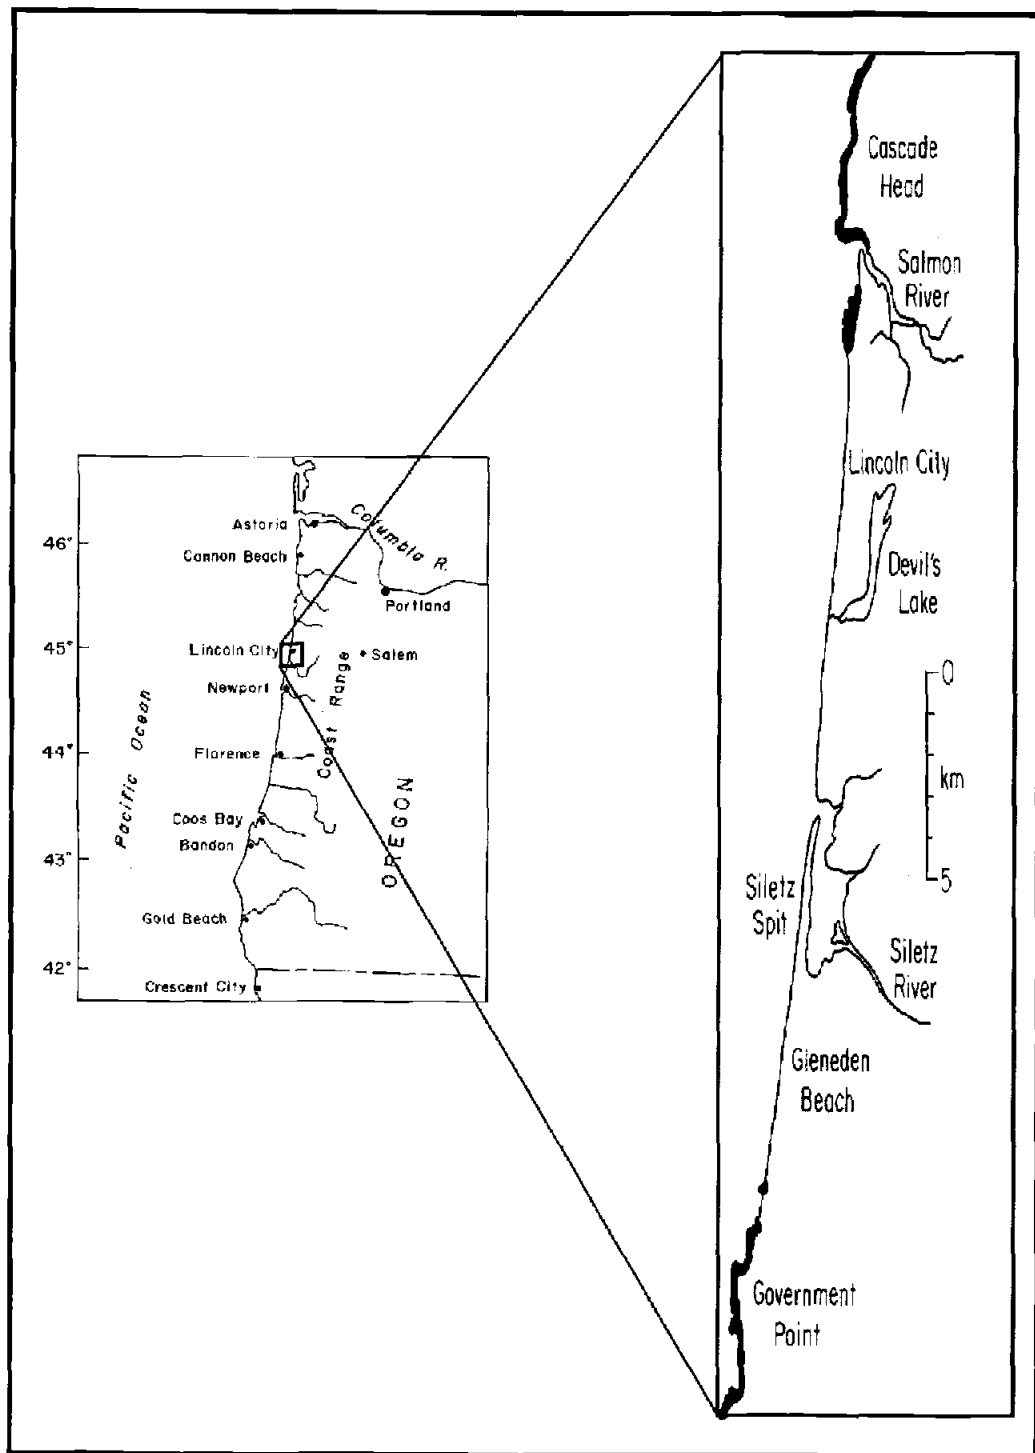 Cascade
Head
Salmon
River
Lincoln City
Devil's
Lake
0
km
5
Siletz
Spit
Siletz
River
Gleneden
Beach
Government
Point
46°
45°
44°
43°
42°
Astoria
Cannon Beach
Columbia R.
Portland
Lincoln City
Salem
Newport
Coast Range
Pacific Ocean
Florence
Coos Bay
Bandon
OREGON
Gold Beach
Crescent City